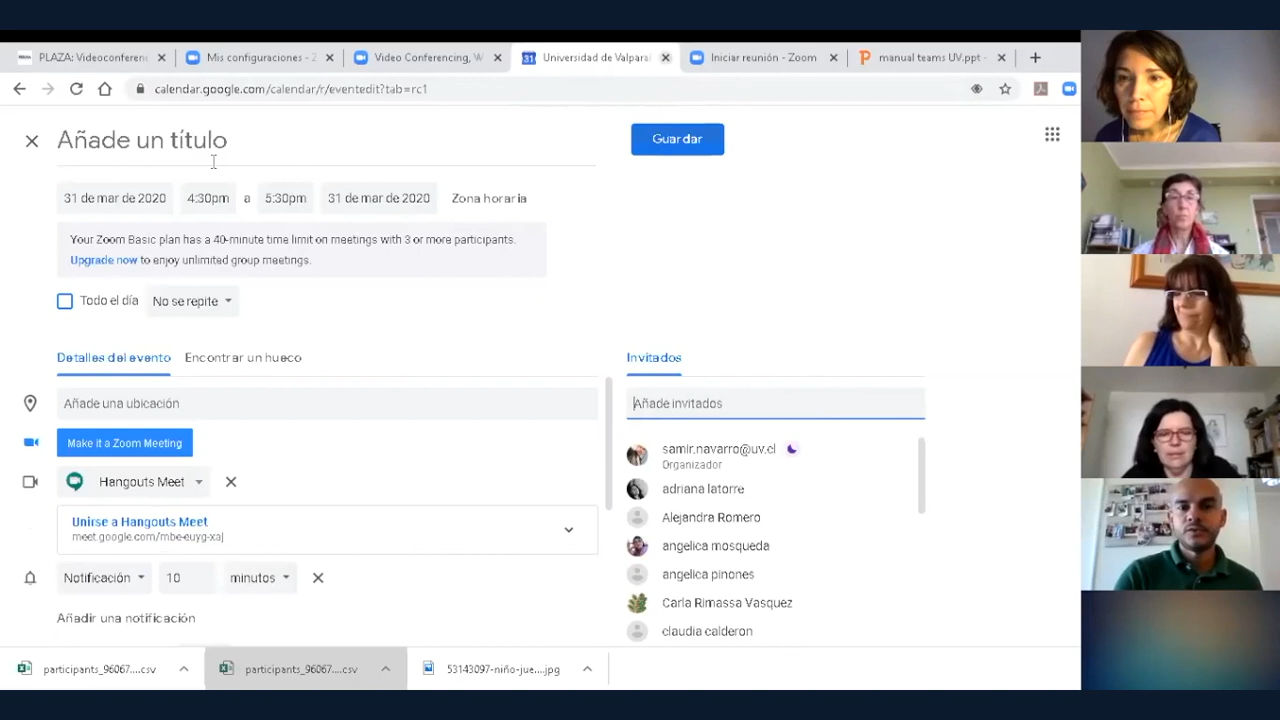 PLAZA: Videoconferenc
Mis configuraciones - Z
Video Conferencing, W
Universidad de Valparaí
Iniciar reunión - Zoom
manual teams UV.ppt -
calendar.google.com/calendar/r/eventedit?tab=rc1
Añade un título
Guardar
31 de mar de 2020 4:30pm a 5:30pm 31 de mar de 2020 Zona horaria
Your Zoom Basic plan has a 40-minute time limit on meetings with 3 or more participants.
Upgrade now to enjoy unlimited group meetings.
Todo el día No se repite
Detalles del evento Encontrar un hueco
Añade una ubicación
Make it a Zoom Meeting
Hangouts Meet
Unirse a Hangouts Meet
meet.google.com/mbe-euyg-xaj
Notificación 10 minutos
Añadir una notificación
Invitados
Añade invitados
samir.navarro@uv.cl
Organizador
adriana latorre
Alejandra Romero
angelica mosqueda
angelica pinones
Carla Rimassa Vasquez
claudia calderon
participants_96067....csv
participants_96067....csv
53143097-niño-jue....jpg